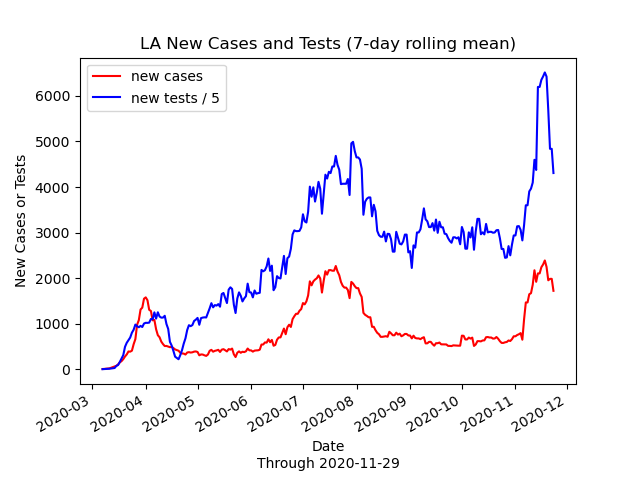 LA New Cases and Tests (7-day rolling mean)
new cases
new tests / 5
New Cases or Tests
6000
5000
4000
3000
2000
1000
0
2020-03
2020-04
2020-05
2020-06
2020-07
2020-08
2020-09
2020-10
2020-11
2020-12
Date
Through 2020-11-29